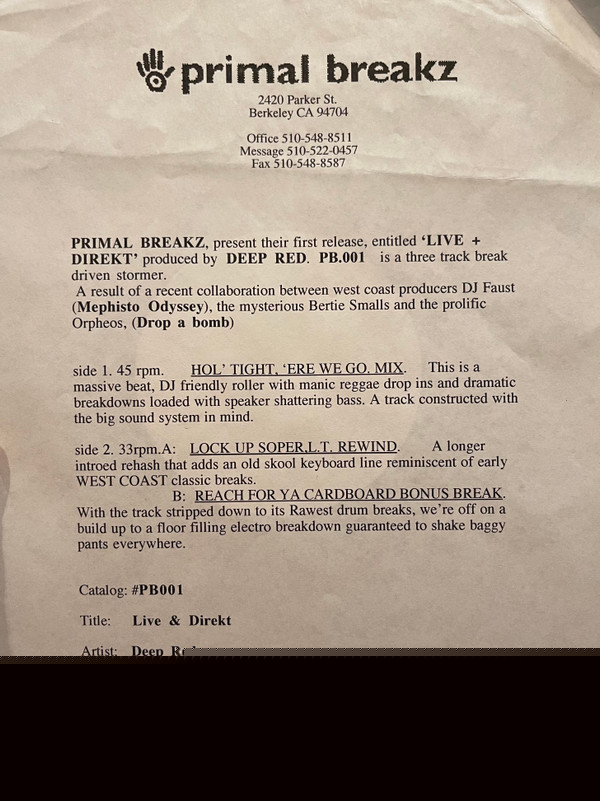 primal breakz
2420 Parker St.
Berkeley CA 94704
Office 510-548-8511
Message 510-522-0457
Fax 510-548-8587
PRIMAL BREAKZ, present their first release, entitled ‘LIVE +
DIREKT’ produced by DEEP RED. PB.001 is a three track break
driven stormer.
A result of a recent collaboration between west coast producers DJ Faust
(Mephisto Odyssey), the mysterious Bertie Smalls and the prolific
Orpheos, (Drop a bomb)
side 1. 45 rpm. HOL’ TIGHT, ‘ERE WE GO. MIX. This is a
massive beat, DJ friendly roller with manic reggae drop ins and dramatic
breakdowns loaded with speaker shattering bass. A track constructed with
the big sound system in mind.
side 2. 33rpm.A: LOCK UP SOPER,L.T. REWIND. A longer
introed rehash that adds an old skool keyboard line reminiscent of early
WEST COAST classic breaks.
B: REACH FOR YA CARDBOARD BONUS BREAK.
With the track stripped down to its Rawest drum breaks, we’re off on a
build up to a floor filling electro breakdown guaranteed to shake baggy
pants everywhere.
Catalog: #PB001
Title: Live & Direkt
Artist: Deep